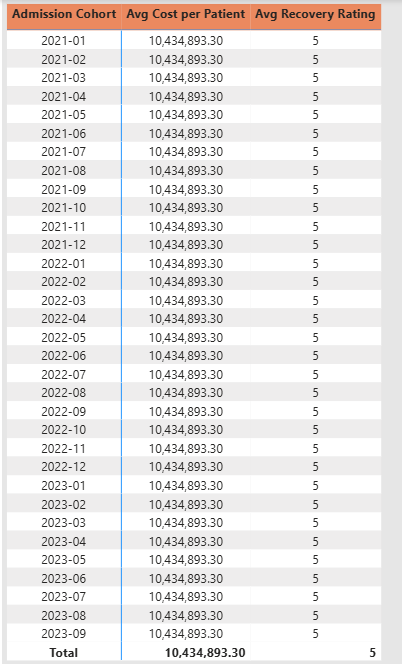 Admission Cohort Avg Cost per Patient Avg Recovery Rating
2021-01 10,434,893.30 5
2021-02 10,434,893.30 5
2021-03 10,434,893.30 5
2021-04 10,434,893.30 5
2021-05 10,434,893.30 5
2021-06 10,434,893.30 5
2021-07 10,434,893.30 5
2021-08 10,434,893.30 5
2021-09 10,434,893.30 5
2021-10 10,434,893.30 5
2021-11 10,434,893.30 5
2021-12 10,434,893.30 5
2022-01 10,434,893.30 5
2022-02 10,434,893.30 5
2022-03 10,434,893.30 5
2022-04 10,434,893.30 5
2022-05 10,434,893.30 5
2022-06 10,434,893.30 5
2022-07 10,434,893.30 5
2022-08 10,434,893.30 5
2022-09 10,434,893.30 5
2022-10 10,434,893.30 5
2022-11 10,434,893.30 5
2022-12 10,434,893.30 5
2023-01 10,434,893.30 5
2023-02 10,434,893.30 5
2023-03 10,434,893.30 5
2023-04 10,434,893.30 5
2023-05 10,434,893.30 5
2023-06 10,434,893.30 5
2023-07 10,434,893.30 5
2023-08 10,434,893.30 5
2023-09 10,434,893.30 5
Total 10,434,893.30 5